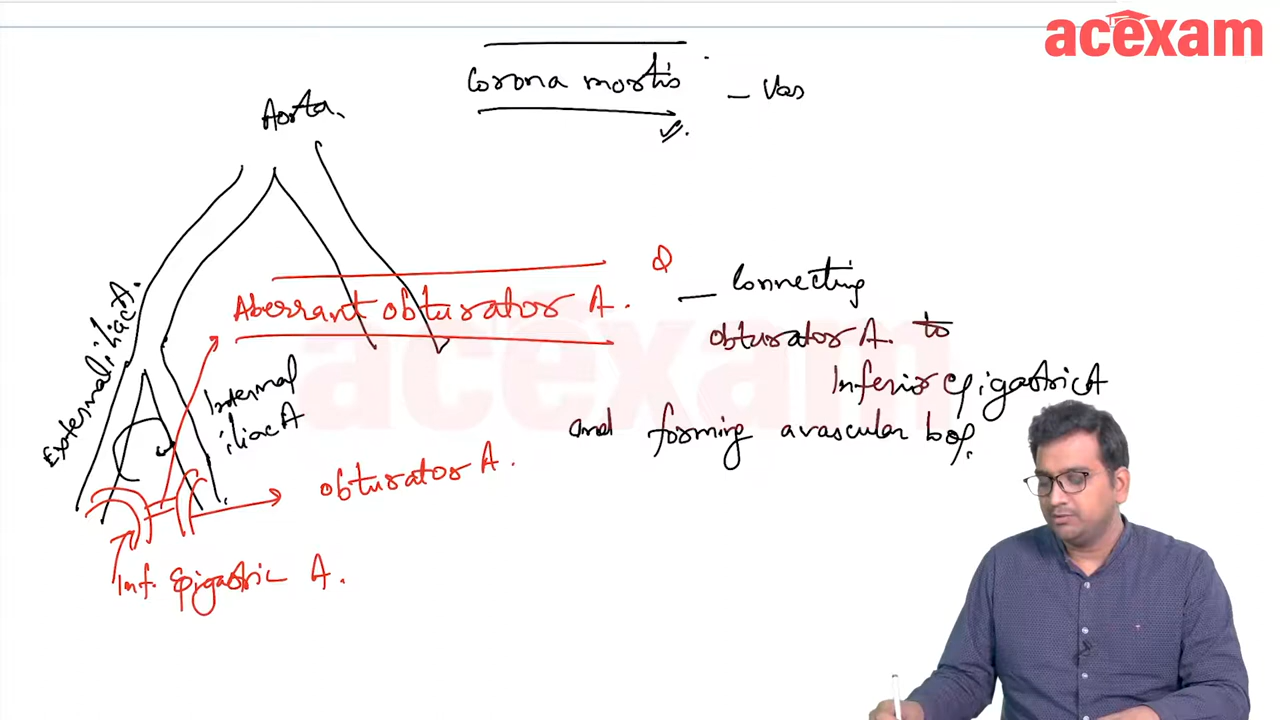 acexam
Corona mortis - Vas
Aorta.
External iliac A.
Aberrant obturator A. Q
- Connecting
obturator A. to
Inferior epigastric A
and forming a vascular loop.
Internal
iliac A
obturator A.
Inf. Epigastric A.
acexam